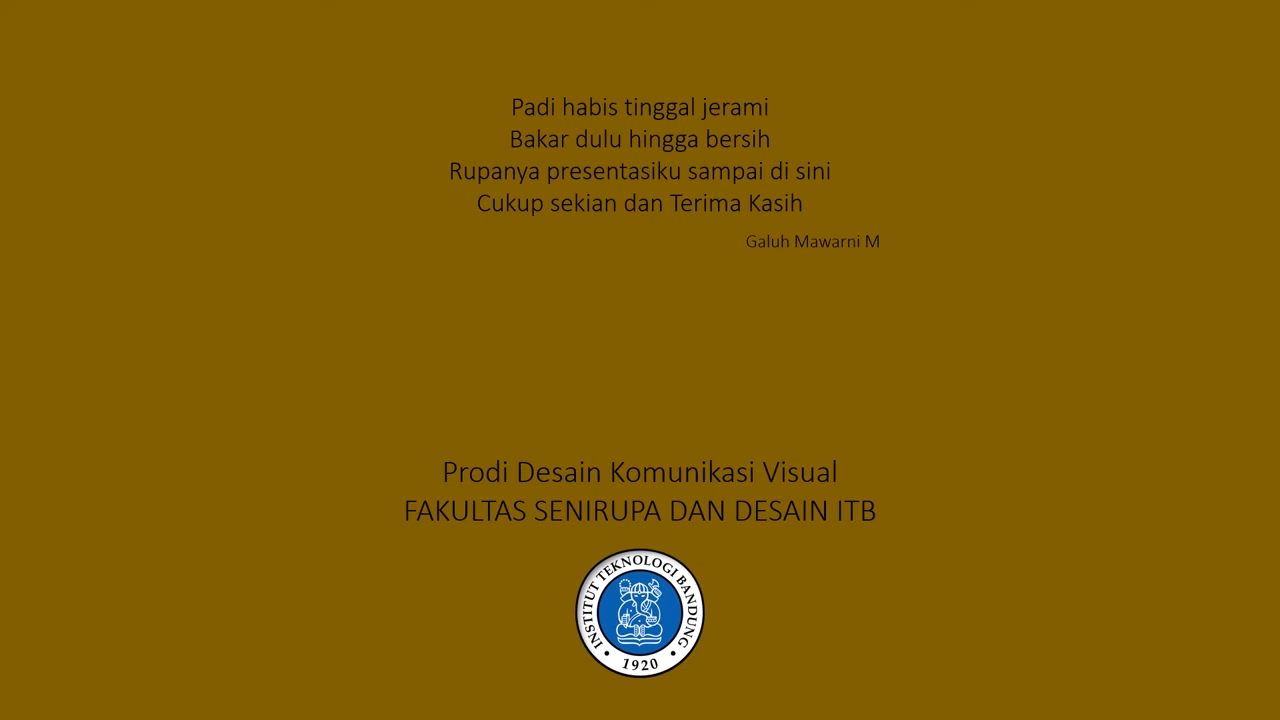 Padi habis tinggal jerami
Bakar dulu hingga bersih
Rupanya presentasiku sampai di sini
Cukup sekian dan Terima Kasih
Galuh Mawarni M
Prodi Desain Komunikasi Visual
FAKULTAS SENIRUPA DAN DESAIN ITB
INSTITUT TEKNOLOGI BANDUNG
1920